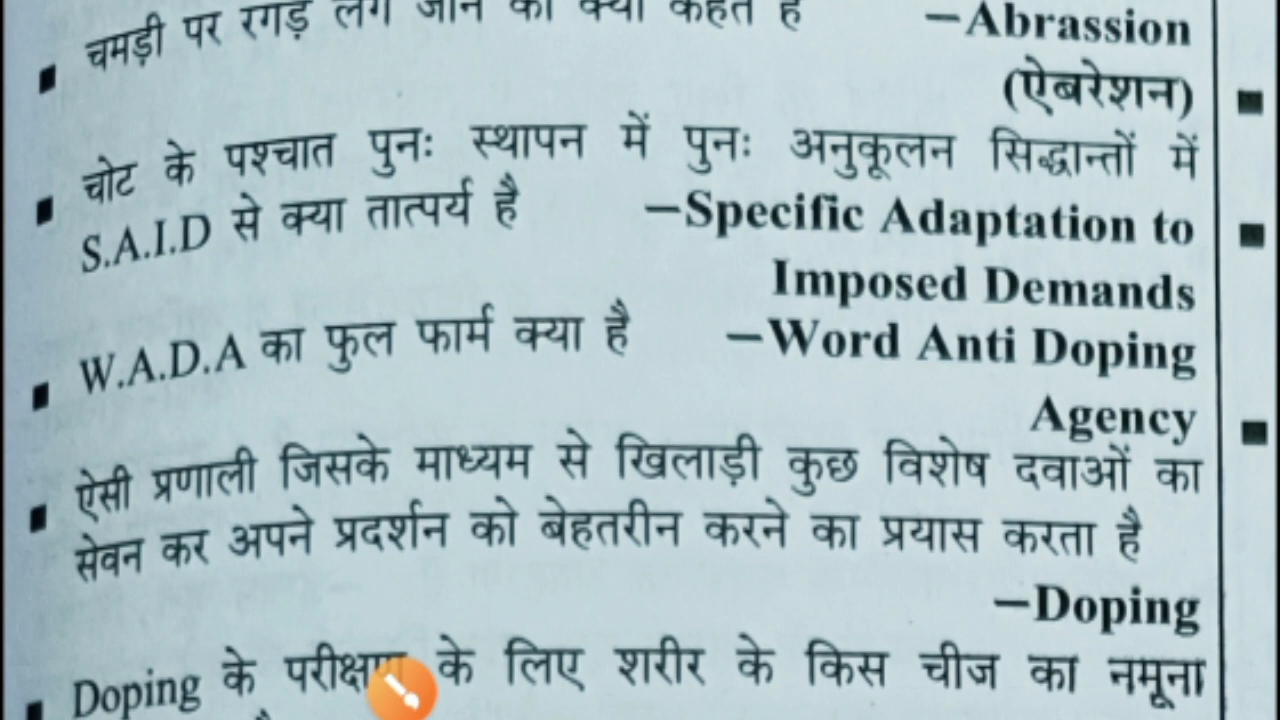 चमड़ी पर रगड़ लग जाने को क्या कहते हैं —Abrassion
(ऐबरेशन)
चोट के पश्चात पुनः स्थापन में पुनः अनुकूलन सिद्धान्तों में
S.A.I.D से क्या तात्पर्य है —Specific Adaptation to
Imposed Demands
W.A.D.A का फुल फार्म क्या है —Word Anti Doping
Agency
ऐसी प्रणाली जिसके माध्यम से खिलाड़ी कुछ विशेष दवाओं का
सेवन कर अपने प्रदर्शन को बेहतरीन करने का प्रयास करता है
—Doping
Doping के परीक्षण के लिए शरीर के किस चीज का नमूना